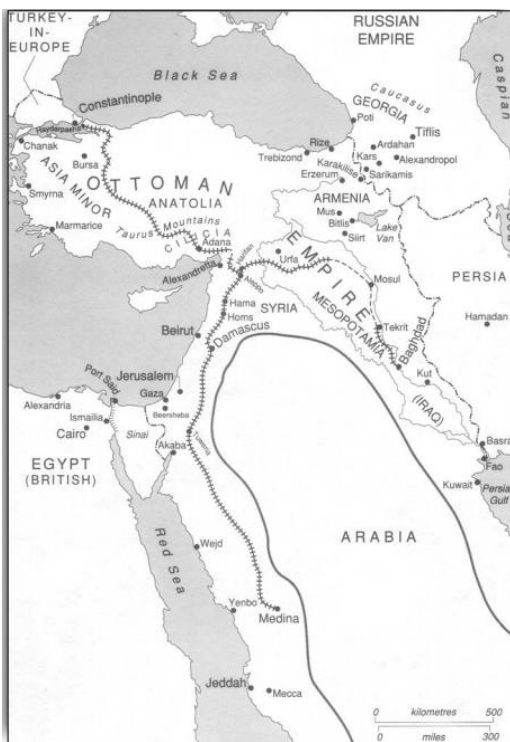 TURKEY-
IN-
EUROPE
RUSSIAN
EMPIRE
Black Sea
Caspian
Caucasus
GEORGIA
Constantinople
Haydarpasha
Poti
Tiflis
Chanak
Bursa
Rize
Ardahan
Trebizond
Kars
Alexandropol
Karakilise
Sarikamis
Erzerum
ASIA MINOR
OTTOMAN
ANATOLIA
ARMENIA
Smyrna
Mus
Bitlis
Lake
Van
Siirt
Marmarice
Taurus Mountains
CILICIA
Adana
EMPIRE
Urfa
Alexandretta
Aleppo
Mosul
PERSIA
SYRIA
MESOPOTAMIA
Hama
Homs
Tekrit
Hamadan
Beirut
Damascus
Baghdad
Jerusalem
Kut
Port Said
Gaza
(IRAQ)
Alexandria
Beersheba
Ismailia
Cairo
Sinai
Akaba
Basra
Fao
EGYPT
(BRITISH)
Kuwait
Persian
Gulf
ARABIA
Red Sea
Wejd
Yenbo
Medina
Jeddah
Mecca
0 kilometres 500
0 miles 300